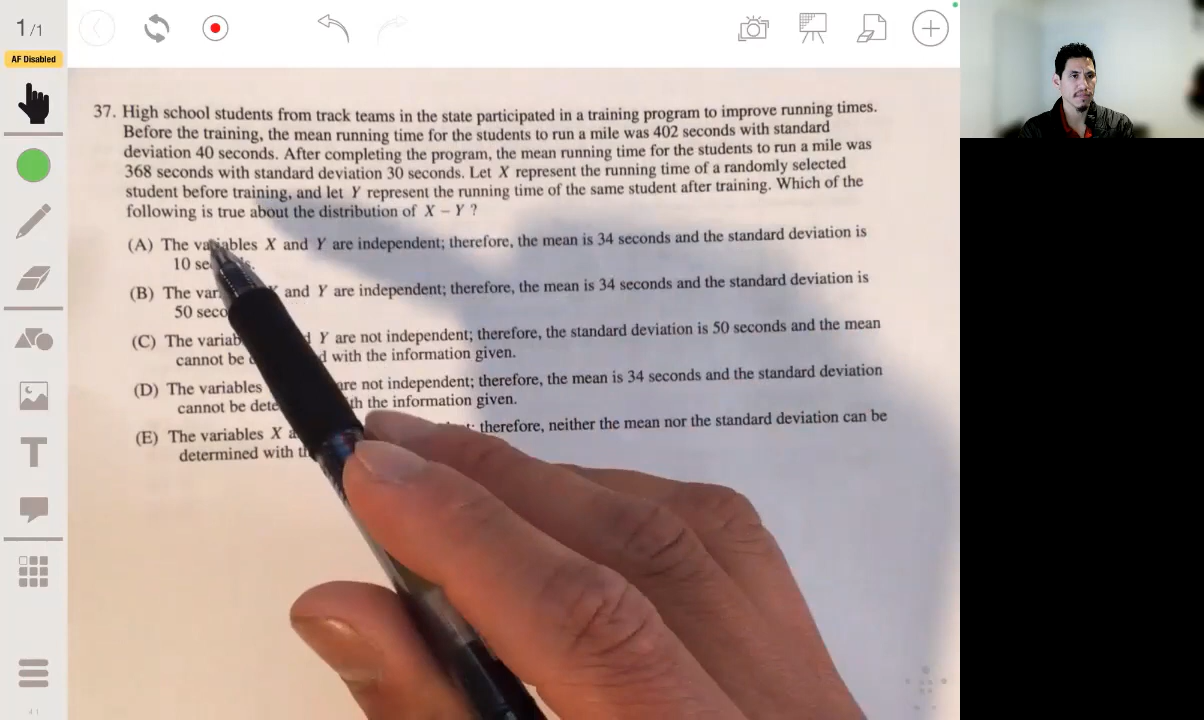 1/1
AF Disabled
37. High school students from track teams in the state participated in a training program to improve running times.
Before the training, the mean running time for the students to run a mile was 402 seconds with standard
deviation 40 seconds. After completing the program, the mean running time for the students to run a mile was
368 seconds with standard deviation 30 seconds. Let X represent the running time of a randomly selected
student before training, and let Y represent the running time of the same student after training. Which of the
following is true about the distribution of X – Y ?
(A) The variables X and Y are independent; therefore, the mean is 34 seconds and the standard deviation is
10
(B) The and Y are independent; therefore, the mean is 34 seconds and the standard deviation is
50
(C) The Y are not independent; therefore, the standard deviation is 50 seconds and the mean
cannot be with the information given.
(D) The variables are not independent; therefore, the mean is 34 seconds and the standard deviation
cannot be the information given.
(E) The variables X therefore, neither the mean nor the standard deviation can be
determined with
T